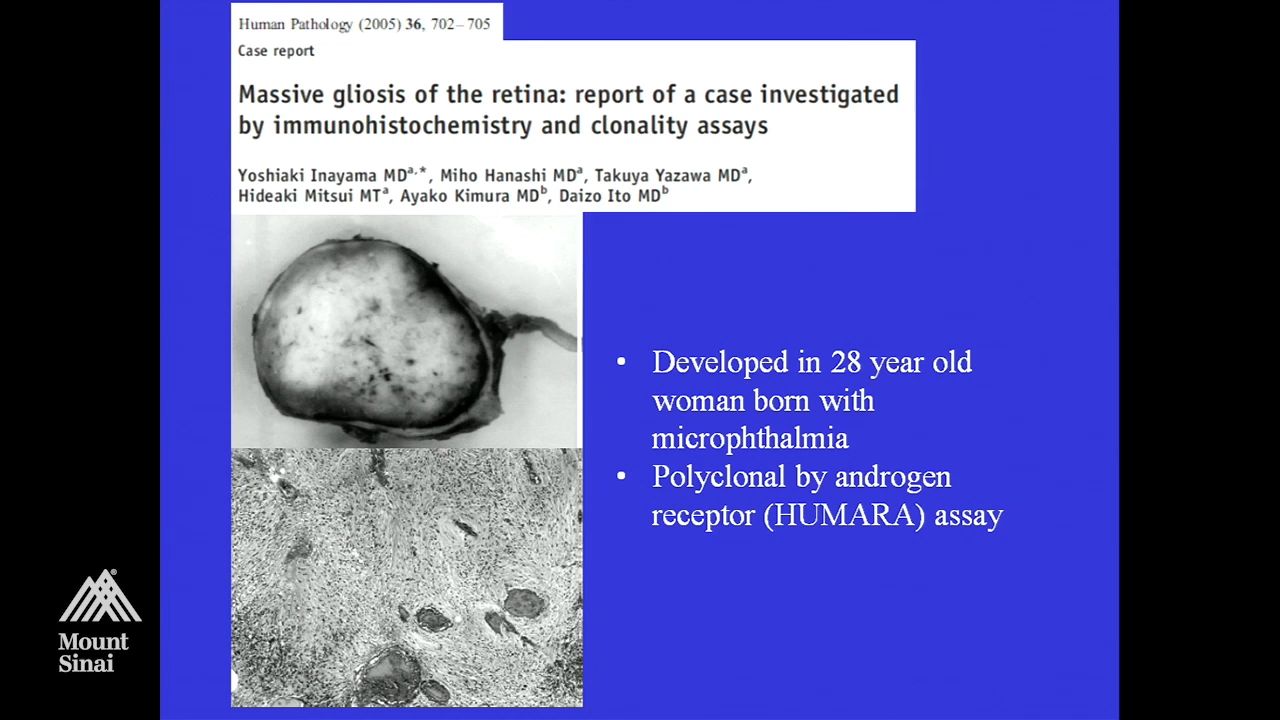 Human Pathology (2005) 36, 702–705
Case report
Massive gliosis of the retina: report of a case investigated
by immunohistochemistry and clonality assays
Yoshiaki Inayama MDa,*, Miho Hanashi MDa, Takuya Yazawa MDa,
Hideaki Mitsui MTa, Ayako Kimura MDb, Daizo Ito MDb
• Developed in 28 year old
woman born with
microphthalmia
• Polyclonal by androgen
receptor (HUMARA) assay
®
Mount
Sinai